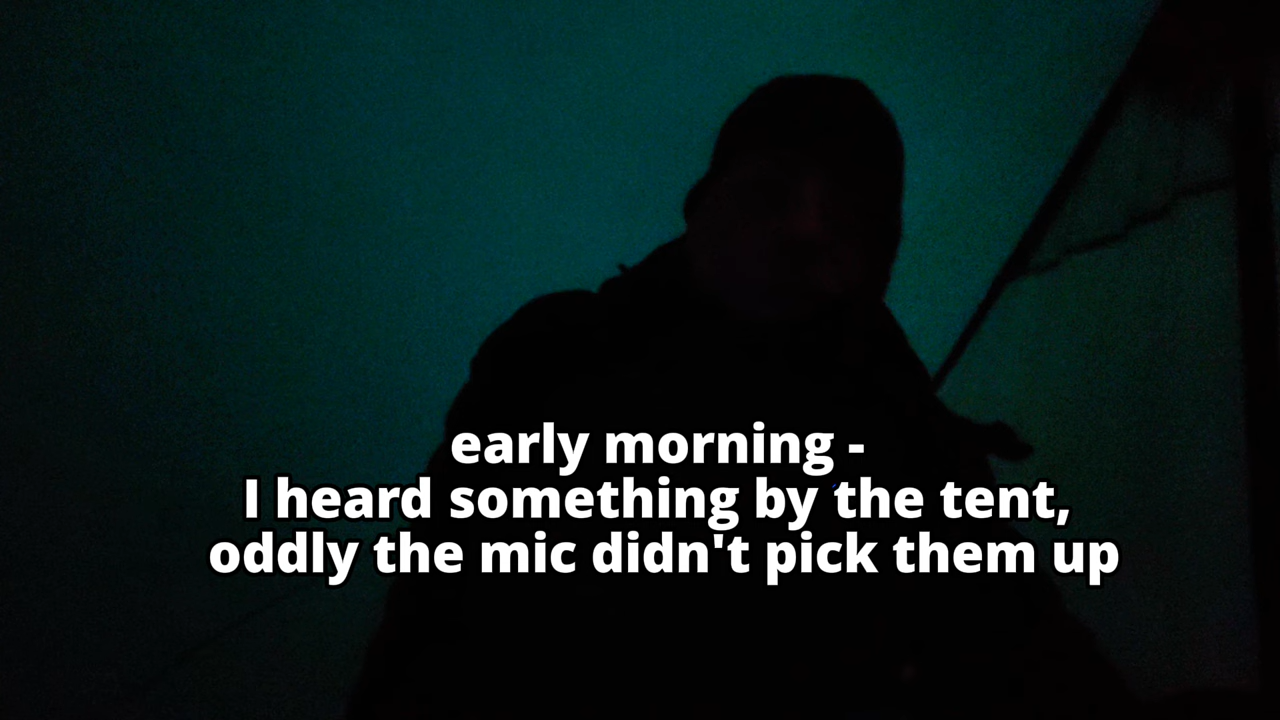 early morning -
I heard something by the tent,
oddly the mic didn't pick them up